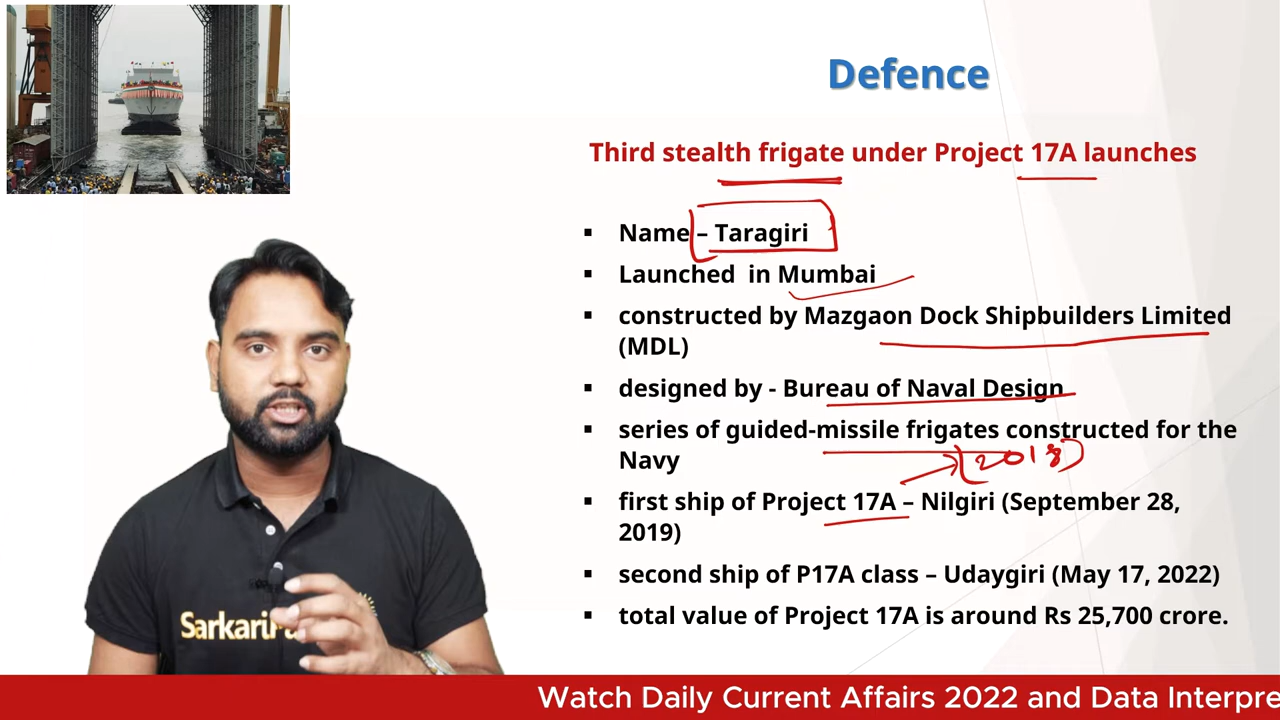 Defence
Third stealth frigate under Project 17A launches
▪ Name – Taragiri
▪ Launched in Mumbai
▪ constructed by Mazgaon Dock Shipbuilders Limited
(MDL)
▪ designed by - Bureau of Naval Design
▪ series of guided-missile frigates constructed for the
Navy
(2018)
▪ first ship of Project 17A – Nilgiri (September 28,
2019)
▪ second ship of P17A class – Udaygiri (May 17, 2022)
▪ total value of Project 17A is around Rs 25,700 crore.
Watch Daily Current Affairs 2022 and Data Interpre